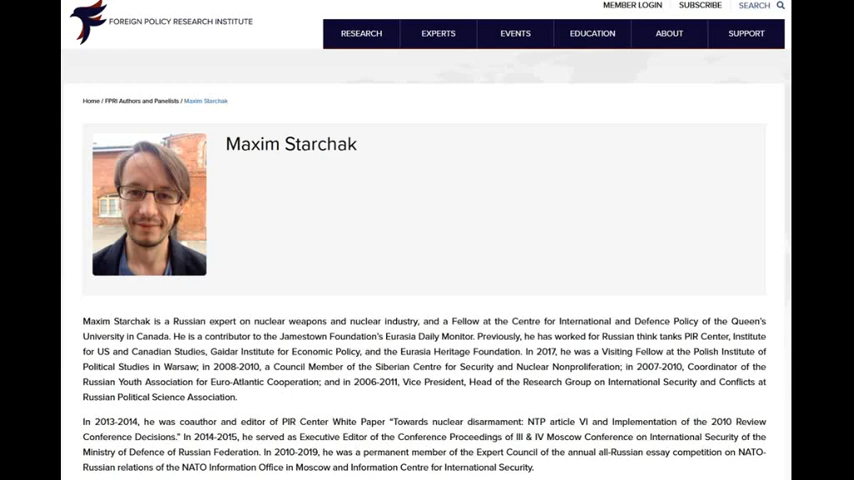 MEMBER LOGIN SUBSCRIBE SEARCH
FOREIGN POLICY RESEARCH INSTITUTE
RESEARCH EXPERTS EVENTS EDUCATION ABOUT SUPPORT
Home / FPRI Authors and Panelists / Maxim Starchak
Maxim Starchak
Maxim Starchak is a Russian expert on nuclear weapons and nuclear industry, and a Fellow at the Centre for International and Defence Policy of the Queen's
University in Canada. He is a contributor to the Jamestown Foundation's Eurasia Daily Monitor. Previously, he has worked for Russian think tanks PIR Center, Institute
for US and Canadian Studies, Gaidar Institute for Economic Policy, and the Eurasia Heritage Foundation. In 2017, he was a Visiting Fellow at the Polish Institute of
Political Studies in Warsaw; in 2008-2010, a Council Member of the Siberian Centre for Security and Nuclear Nonproliferation; in 2007-2010, Coordinator of the
Russian Youth Association for Euro-Atlantic Cooperation; and in 2006-2011, Vice President, Head of the Research Group on International Security and Conflicts at
Russian Political Science Association.
In 2013-2014, he was coauthor and editor of PIR Center White Paper “Towards nuclear disarmament: NTP article VI and Implementation of the 2010 Review
Conference Decisions.” In 2014-2015, he served as Executive Editor of the Conference Proceedings of III & IV Moscow Conference on International Security of the
Ministry of Defence of Russian Federation. In 2010-2019, he was a permanent member of the Expert Council of the annual all-Russian essay competition on NATO-
Russian relations of the NATO Information Office in Moscow and Information Centre for International Security.